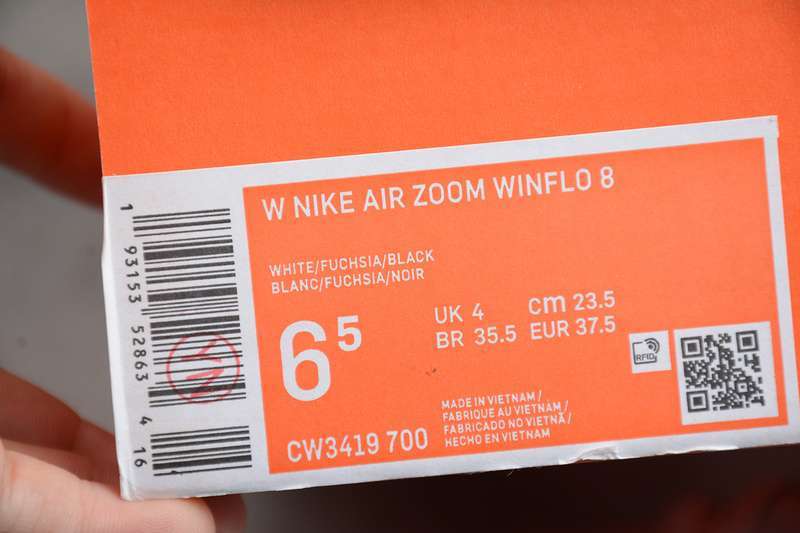 W NIKE AIR ZOOM WINFLO 8
WHITE/FUCHSIA/BLACK
BLANC/FUCHSIA/NOIR
6⁵
UK 4 cm 23.5
BR 35.5 EUR 37.5
RFID
MADE IN VIETNAM/
FABRIQUE AU VIETNAM/
FABRICADO NO VIETNÃ/
HECHO EN VIETNAM
CW3419 700
1 93153 52863 4 16